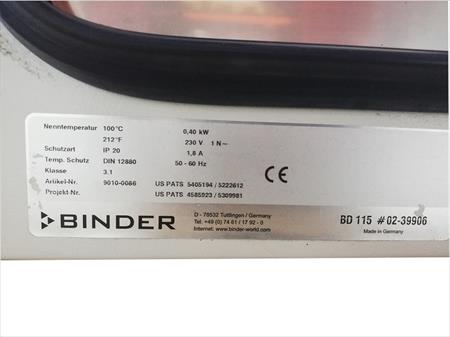 Nenntemperatur 100°C 0,40 kW
212°F 230 V 1 N~
Schutzart IP 20 1,8 A
Temp. Schutz DIN 12880 50 - 60 Hz
Klasse 3.1
Artikel-Nr. 9010-0086 US PATS 5405194 / 5222612
Projekt-Nr. US PATS 4585923 / 5309981
CE
BINDER
D - 78532 Tuttlingen / Germany
Tel. +49 (0) 74 61 / 17 92 - 0
Internet: www.binder-world.com
BD 115 # 02-39906
Made in Germany